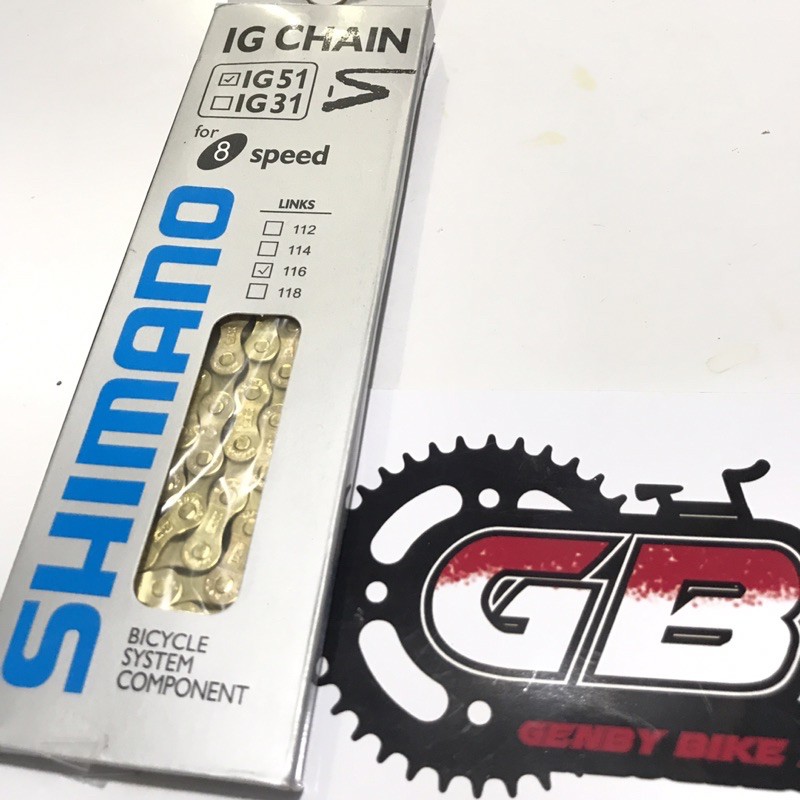 IG CHAIN
IG51
IG31
for
8 speed
LINKS
112
114
116
118
SHIMANO
BICYCLE
SYSTEM
COMPONENT
GB
GENBY BIKE